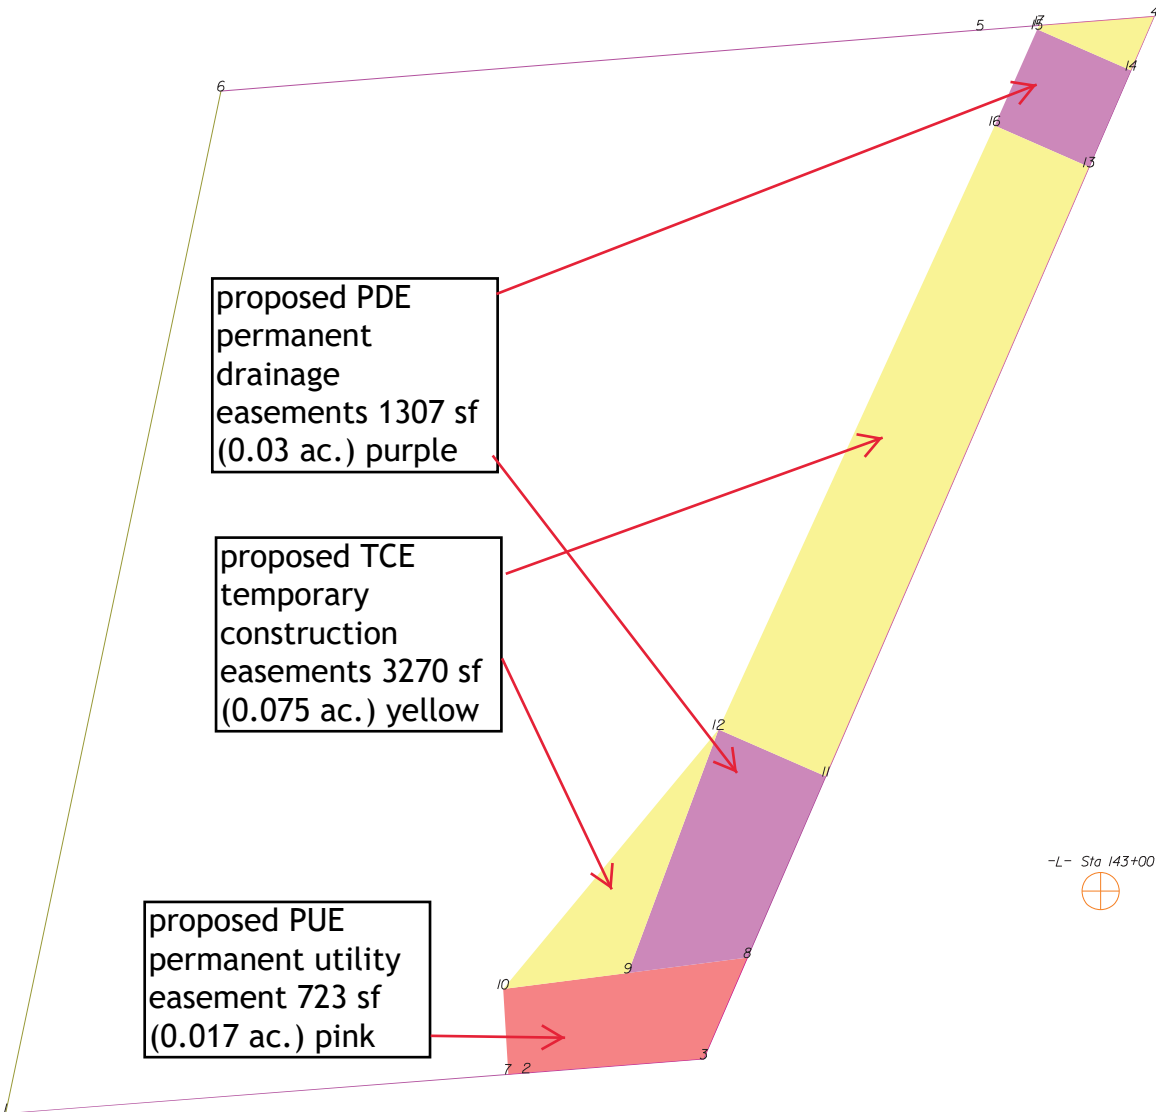 4
5
17
15
14
6
16
13
proposed PDE
permanent
drainage
easements 1307 sf
(0.03 ac.) purple
proposed TCE
temporary
construction
easements 3270 sf
(0.075 ac.) yellow
12
11
-L- Sta 143+00
proposed PUE
permanent utility
easement 723 sf
(0.017 ac.) pink
8
9
10
3
7 2
1